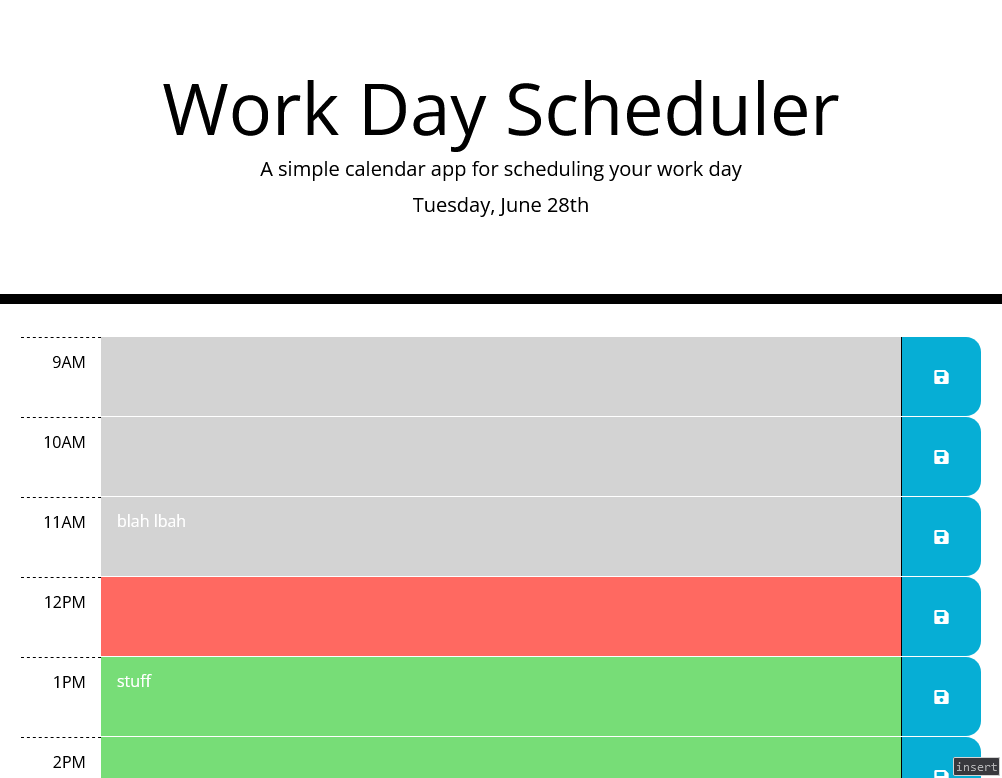 Work Day Scheduler
A simple calendar app for scheduling your work day
Tuesday, June 28th
9AM
10AM
11AM blah lbah
12PM
1PM stuff
2PM
insert